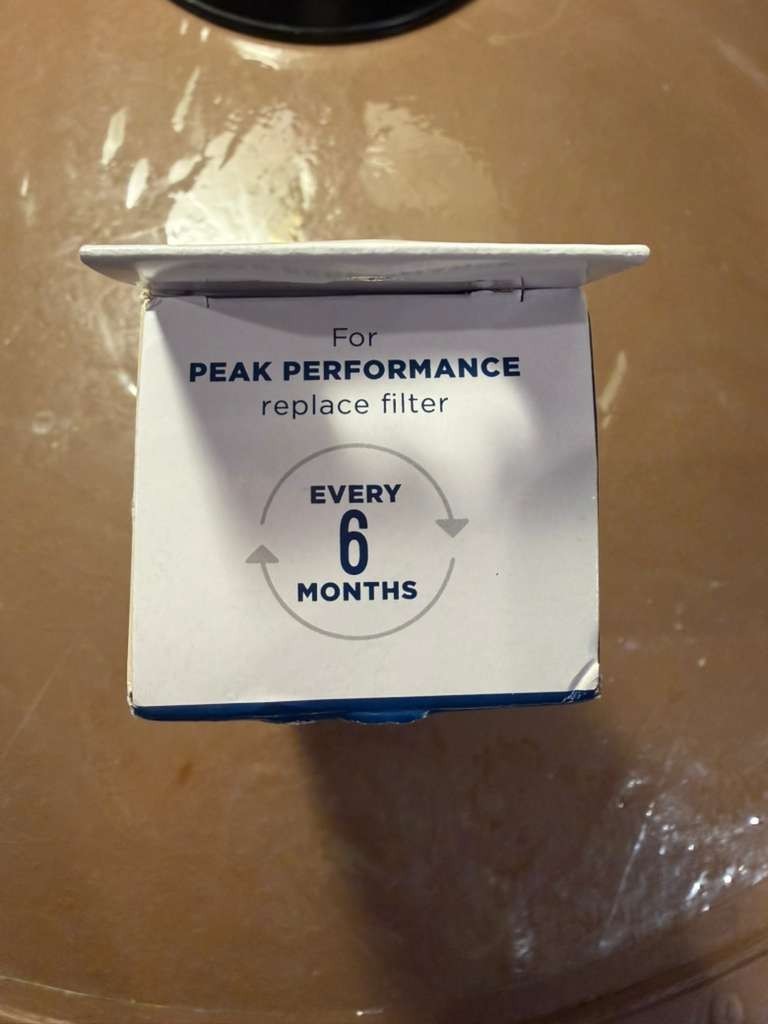 For
PEAK PERFORMANCE
replace filter
EVERY
6
MONTHS